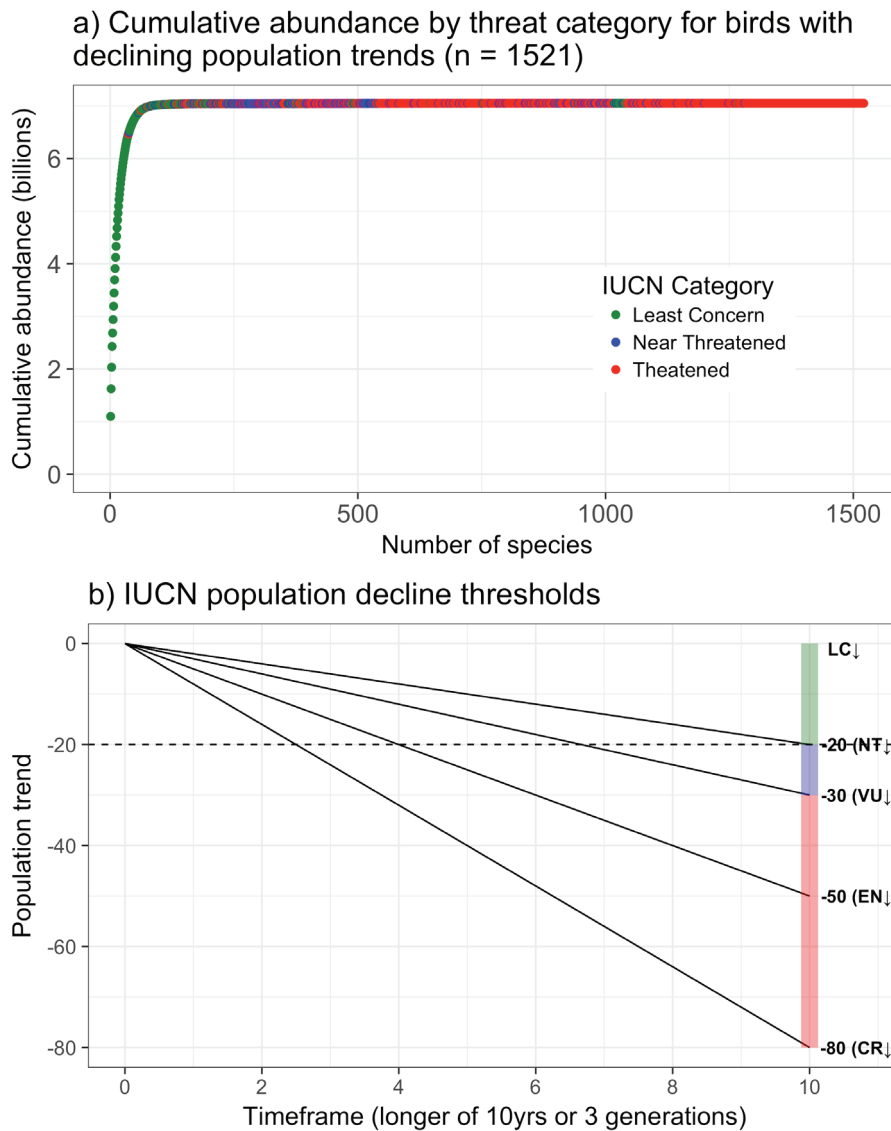 a) Cumulative abundance by threat category for birds with
declining population trends (n = 1521)
Cumulative abundance (billions)
6
4
2
0
IUCN Category
Least Concern
Near Threatened
Theatened
0
500
1000
1500
Number of species
b) IUCN population decline thresholds
Population trend
0
-20
-40
-60
-80
LC↓
-20 (NT↓
-30 (VU↓
-50 (EN↓
-80 (CR↓
0
2
4
6
8
10
Timeframe (longer of 10yrs or 3 generations)